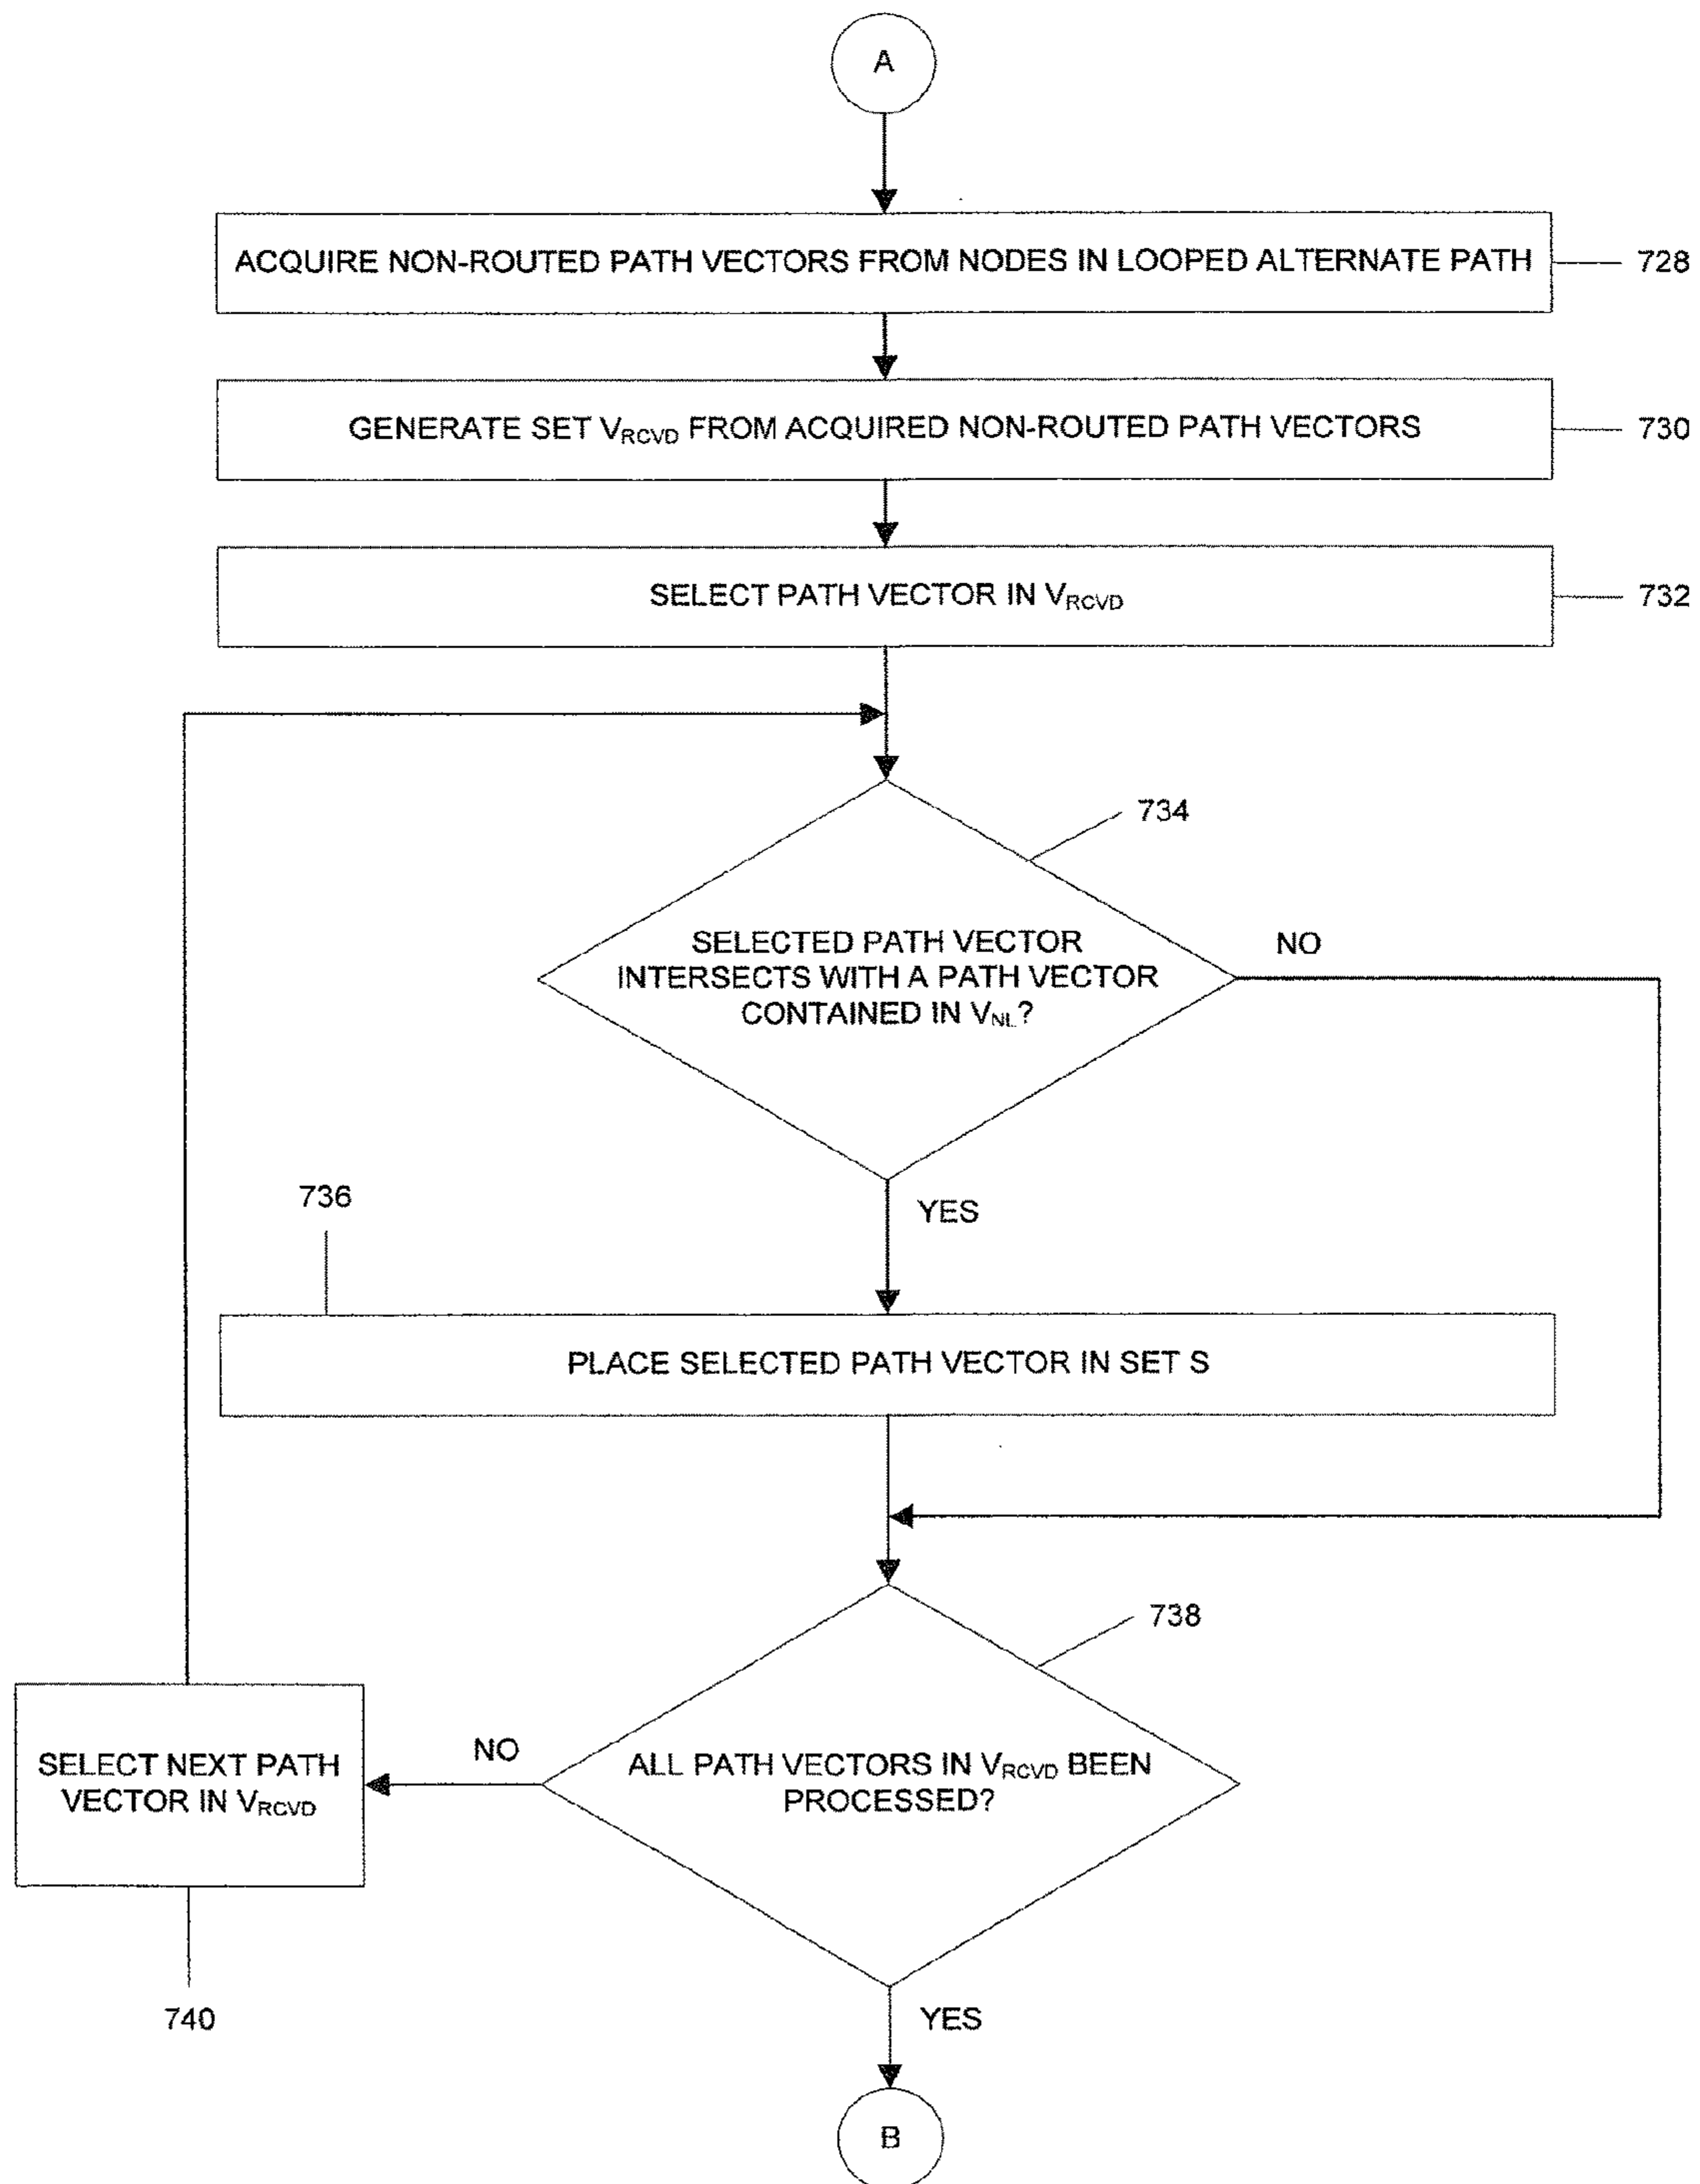 A
ACQUIRE NON-ROUTED PATH VECTORS FROM NODES IN LOOPED ALTERNATE PATH
728
GENERATE SET VRCVD FROM ACQUIRED NON-ROUTED PATH VECTORS
730
SELECT PATH VECTOR IN VRCVD
732
734
SELECTED PATH VECTOR
INTERSECTS WITH A PATH VECTOR
CONTAINED IN VNL?
NO
YES
736
PLACE SELECTED PATH VECTOR IN SET S
738
ALL PATH VECTORS IN VRCVD BEEN
PROCESSED?
NO
SELECT NEXT PATH
VECTOR IN VRCVD
740
YES
B